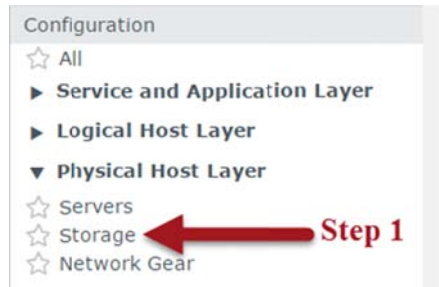 Configuration
All
Service and Application Layer
Logical Host Layer
Physical Host Layer
Servers
Storage Step 1
Network Gear